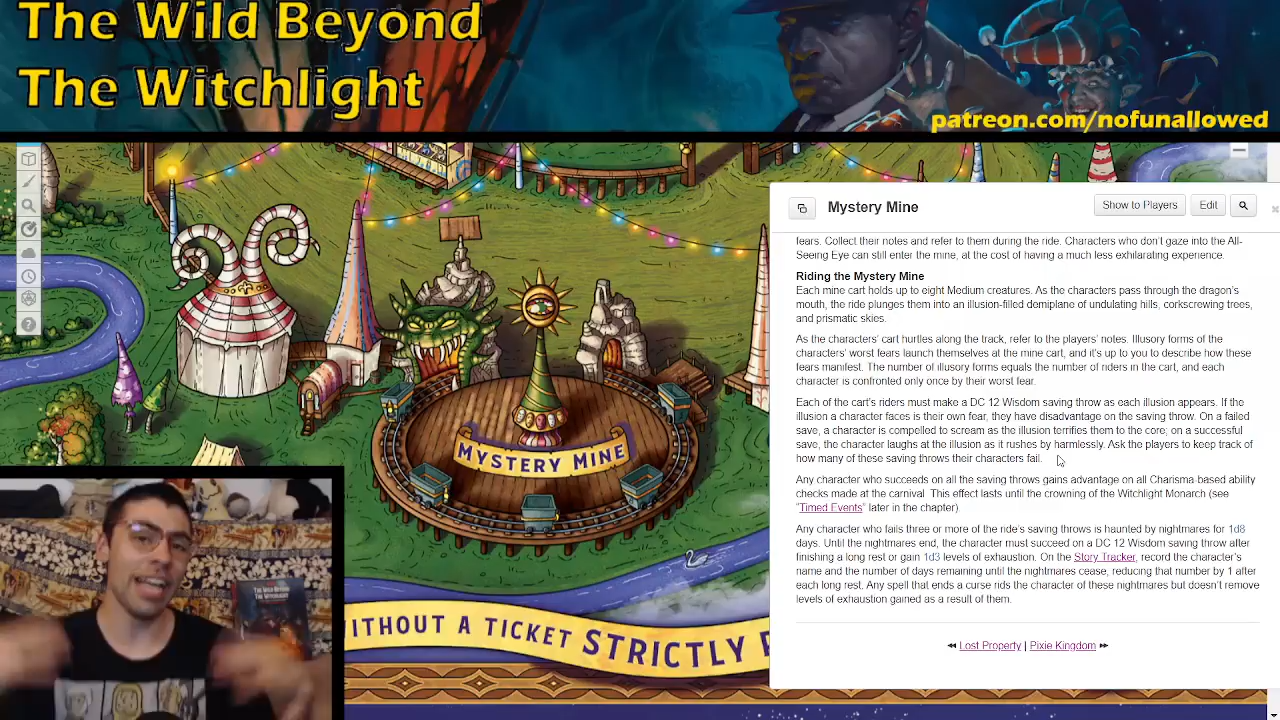 The Wild Beyond
The Witchlight
patreon.com/nofunallowed
Mystery Mine
Show to Players
Edit
fears. Collect their notes and refer to them during the ride. Characters who don't gaze into the All-
Seeing Eye can still enter the mine, at the cost of having a much less exhilarating experience.
Riding the Mystery Mine
Each mine cart holds up to eight Medium creatures. As the characters pass through the dragon's
mouth, the ride plunges them into an illusion-filled demiplane of undulating hills, corkscrewing trees,
and prismatic skies.
As the characters' cart hurtles along the track, refer to the players' notes. Illusory forms of the
characters' worst fears launch themselves at the mine cart, and it's up to you to describe how these
fears manifest. The number of illusory forms equals the number of riders in the cart, and each
character is confronted only once by their worst fear.
Each of the cart's riders must make a DC 12 Wisdom saving throw as each illusion appears. If the
illusion a character faces is their own fear, they have disadvantage on the saving throw. On a failed
save, a character is compelled to scream as the illusion terrifies them to the core; on a successful
save, the character laughs at the illusion as it rushes by harmlessly. Ask the players to keep track of
how many of these saving throws their characters fail.
Any character who succeeds on all the saving throws gains advantage on all Charisma based ability
checks made at the carnival. This effect lasts until the crowning of the Witchlight Monarch (see
"Timed Events" later in the chapter)
Any character who fails three or more of the ride's saving throws is haunted by nightmares for 1d8
days. Until the nightmares end, the character must succeed on a DC 12 Wisdom saving throw after
finishing a long rest or gain 1d3 levels of exhaustion. On the Story Tracker, record the character's
name and the number of days remaining until the nightmares cease, reducing that number by 1 after
each long rest. Any spell that ends a curse rids the character of these nightmares but doesn't remove
levels of exhaustion gained as a result of them.
Lost Property | Pixie Kingdom
MYSTERY MINE
ITHOUT A TICKET STRICTLY P
THE WILD BEYOND
THE WITCHLIGHT